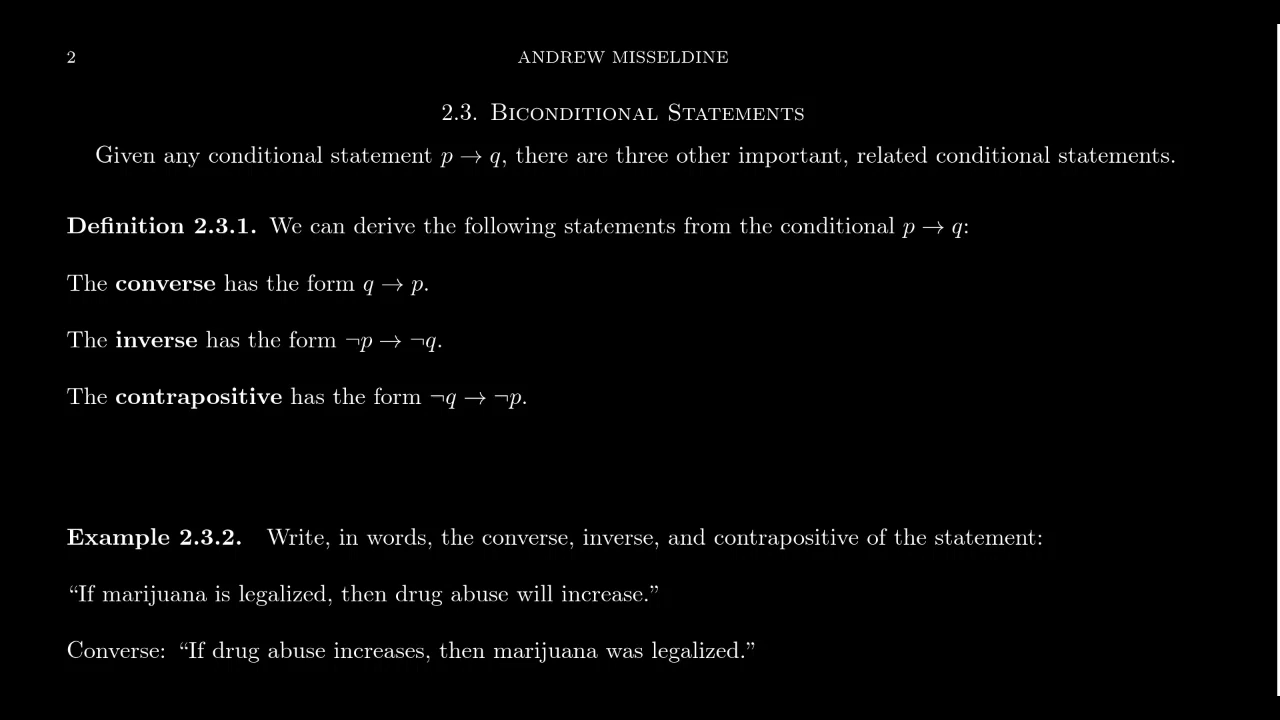 2
ANDREW MISSELDINE
2.3. Biconditional Statements
Given any conditional statement p → q, there are three other important, related conditional statements.
Definition 2.3.1. We can derive the following statements from the conditional p → q:
The converse has the form q → p.
The inverse has the form ¬p → ¬q.
The contrapositive has the form ¬q → ¬p.
Example 2.3.2. Write, in words, the converse, inverse, and contrapositive of the statement:
“If marijuana is legalized, then drug abuse will increase.”
Converse: “If drug abuse increases, then marijuana was legalized.”